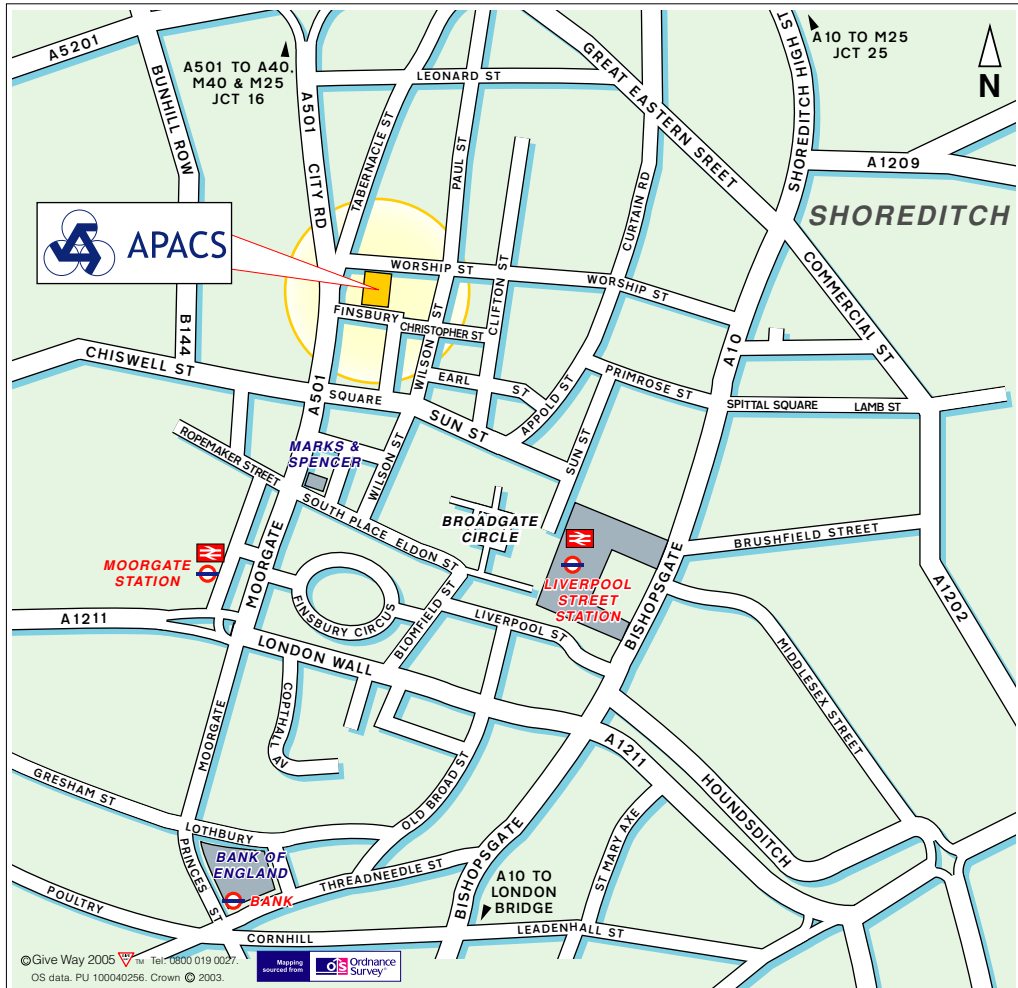 A5201
BUNHILL ROW
A501 TO A40,
M40 & M25
JCT 16
A501
CITY RD
TABERNACLE ST
LEONARD ST
PAUL ST
GREAT EASTERN SREET
SHOREDITCH HIGH ST
A10 TO M25
JCT 25
N
A1209
SHOREDITCH
CURTAIN RD
APACS
WORSHIP ST
WORSHIP ST
CLIFTON ST
COMMERCIAL ST
B144
FINSBURY
CHRISTOPHER ST
WILSON ST
A10
CHISWELL ST
A501
SQUARE
EARL ST
APPOLD ST
PRIMROSE ST
SPITTAL SQUARE
LAMB ST
SUN ST
SUN ST
ROPEMAKER STREET
MARKS &
SPENCER
WILSON ST
SOUTH PLACE
ELDON ST
BROADGATE
CIRCLE
BRUSHFIELD STREET
MOORGATE
STATION
MOORGATE
LIVERPOOL
STREET
STATION
BISHOPSGATE
A1202
A1211
FINSBURY CIRCUS
BLOMFIELD ST
LIVERPOOL ST
LONDON WALL
MIDDLESEX STREET
COPTHALL AV
MOORGATE
A1211
GRESHAM ST
OLD BROAD ST
HOUNDSDITCH
LOTHBURY
PRINCES ST
BANK OF
ENGLAND
BANK
THREADNEEDLE ST
BISHOPSGATE
ST MARY AXE
A10 TO
LONDON
BRIDGE
POULTRY
CORNHILL
LEADENHALL ST
©Give Way 2005 ™ Tel: 0800 019 0027.
OS data. PU 100040256. Crown © 2003.
Mapping
sourced from
os Ordnance
Survey®